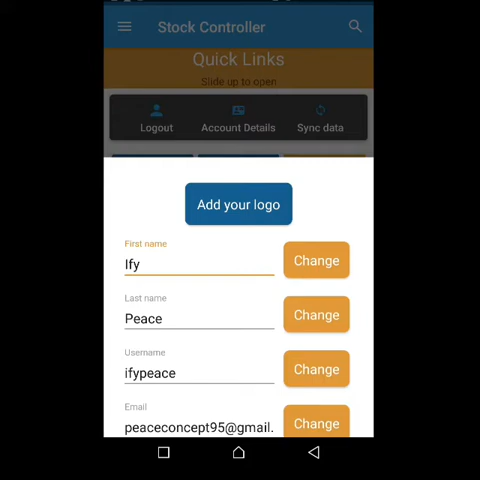 Stock Controller
Quick Links
Slide up to open
Logout Account Details Sync data
Add your logo
First name
Ify
Change
Last name
Peace
Change
Username
ifypeace
Change
Email
peaceconcept95@gmail.
Change